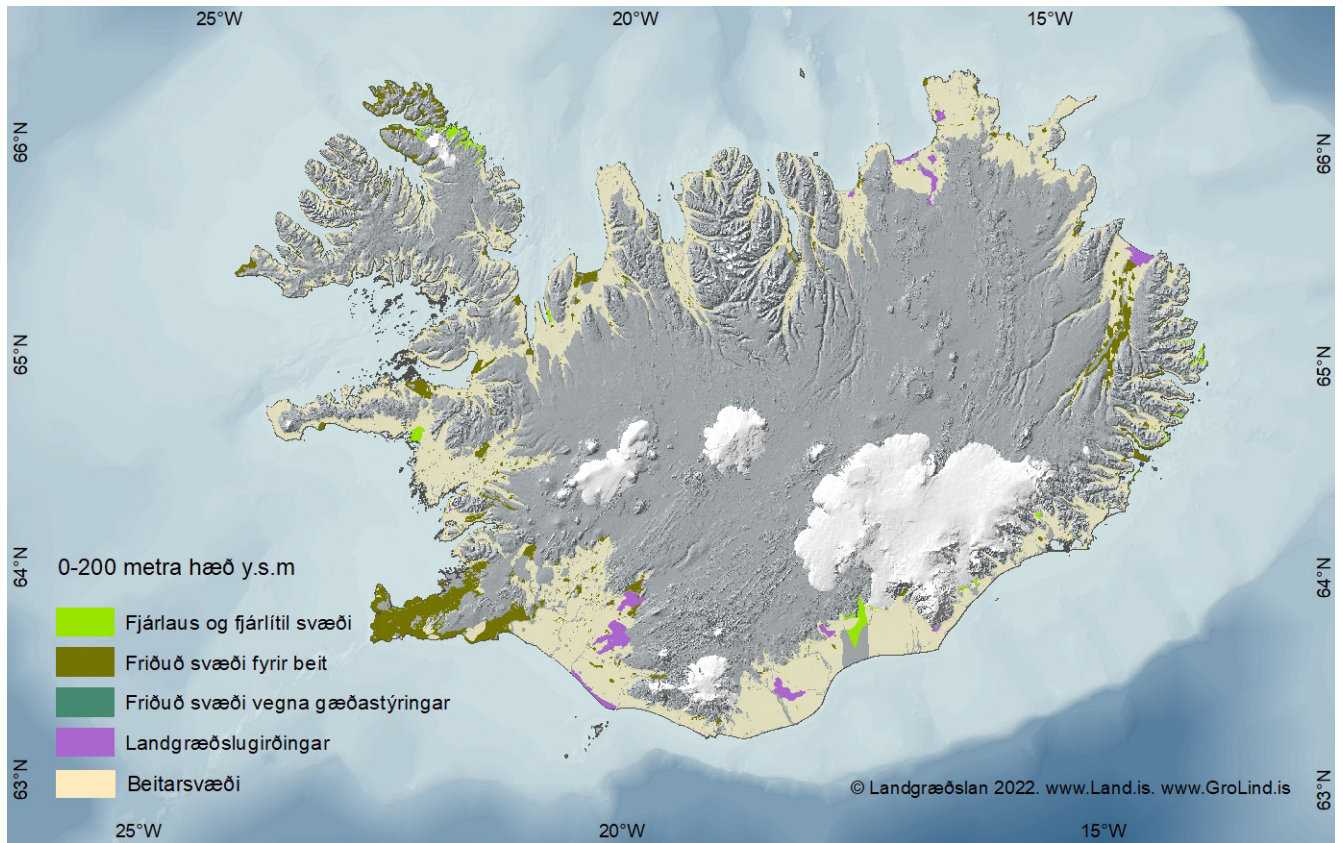 25°W 20°W 15°W
66°N 66°N
65°N 65°N
64°N 64°N
0-200 metra hæð y.s.m
Fjárlaus og fjárlítil svæði
Friðuð svæði fyrir beit
Friðuð svæði vegna gæðastýringar
Landgræðslugirðingar
Beitarsvæði
63°N 63°N
© Landgræðslan 2022. www.Land.is. www.GroLind.is
25°W 20°W 15°W